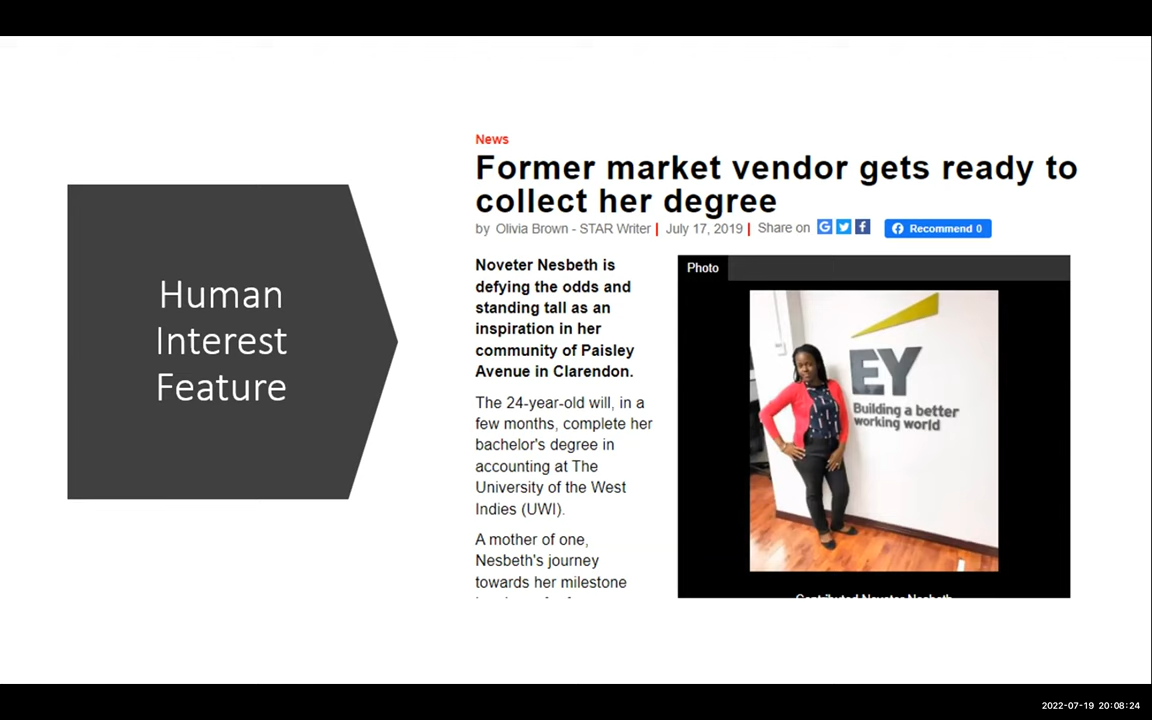 Human
Interest
Feature
News
Former market vendor gets ready to
collect her degree
by Olivia Brown - STAR Writer | July 17, 2019 | Share on Recommend 0
Noveter Nesbeth is
defying the odds and
standing tall as an
inspiration in her
community of Paisley
Avenue in Clarendon.
The 24-year-old will, in a
few months, complete her
bachelor's degree in
accounting at The
University of the West
Indies (UWI).
A mother of one,
Nesbeth's journey
towards her milestone
Photo
EY
Building a better
working world
Contributed Noveter Nesbeth
2022-07-19 20:08:24